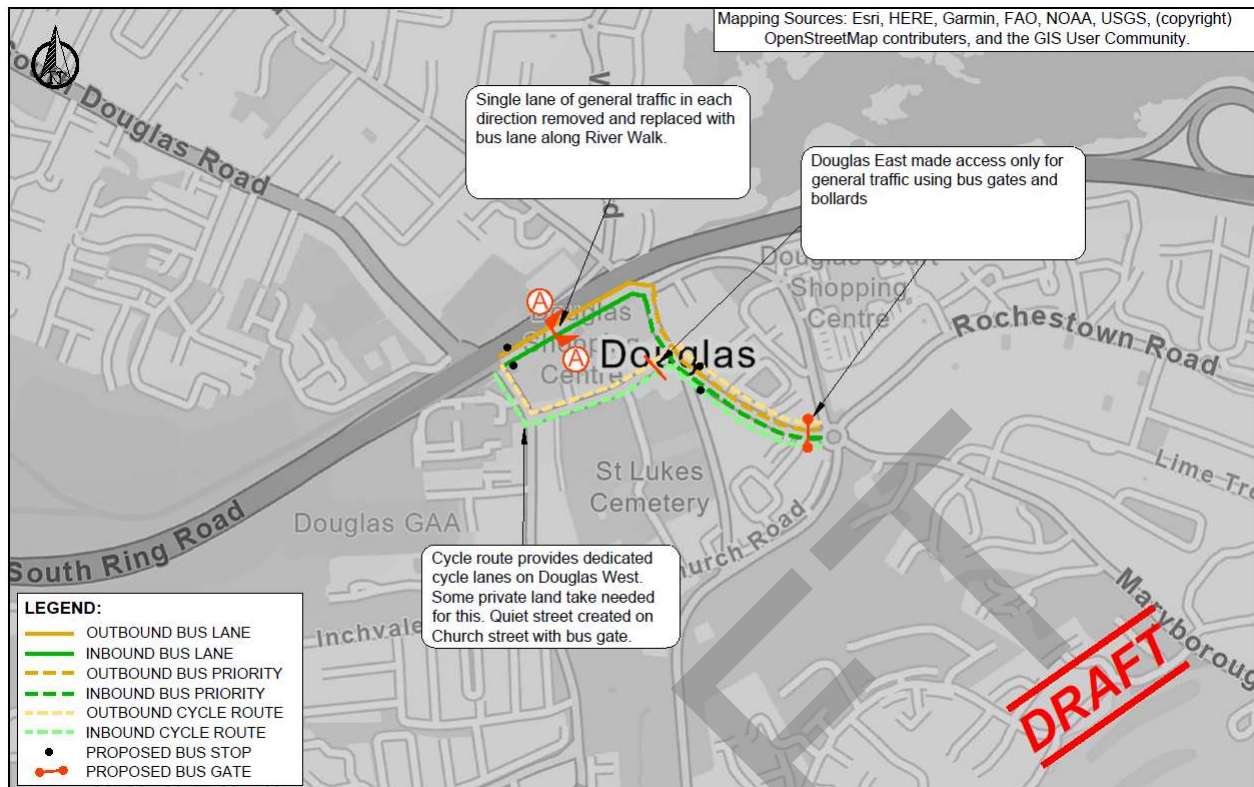 Mapping Sources: Esri, HERE, Garmin, FAO, NOAA, USGS, (copyright)
OpenStreetMap contributers, and the GIS User Community.
N
Douglas Road
Single lane of general traffic in each
direction removed and replaced with
bus lane along River Walk.
Douglas East made access only for
general traffic using bus gates and
bollards
Douglas Court
Shopping
Centre
Rochestown Road
A
A
Douglas
Shopping
Centre
Douglas
St Lukes
Cemetery
Douglas GAA
South Ring Road
Church Road
Cycle route provides dedicated
cycle lanes on Douglas West.
Some private land take needed
for this. Quiet street created on
Church street with bus gate.
Inchvale
Lime Tre
Maryboroug
DRAFT
LEGEND:
OUTBOUND BUS LANE
INBOUND BUS LANE
OUTBOUND BUS PRIORITY
INBOUND BUS PRIORITY
OUTBOUND CYCLE ROUTE
INBOUND CYCLE ROUTE
PROPOSED BUS STOP
PROPOSED BUS GATE